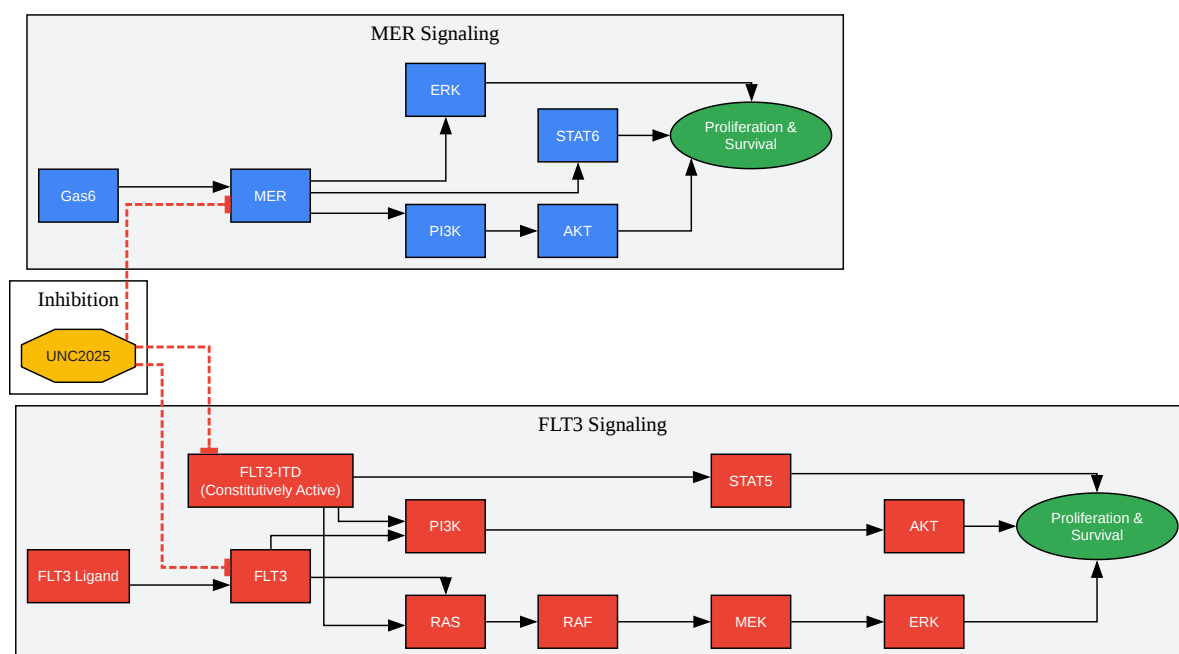 MER Signaling
ERK
STAT6
Proliferation &
Survival
Gas6
MER
PI3K
AKT
Inhibition
UNC2025
FLT3 Signaling
FLT3-ITD
(Constitutively Active)
STAT5
PI3K
AKT
Proliferation &
Survival
FLT3 Ligand
FLT3
RAS
RAF
MEK
ERK